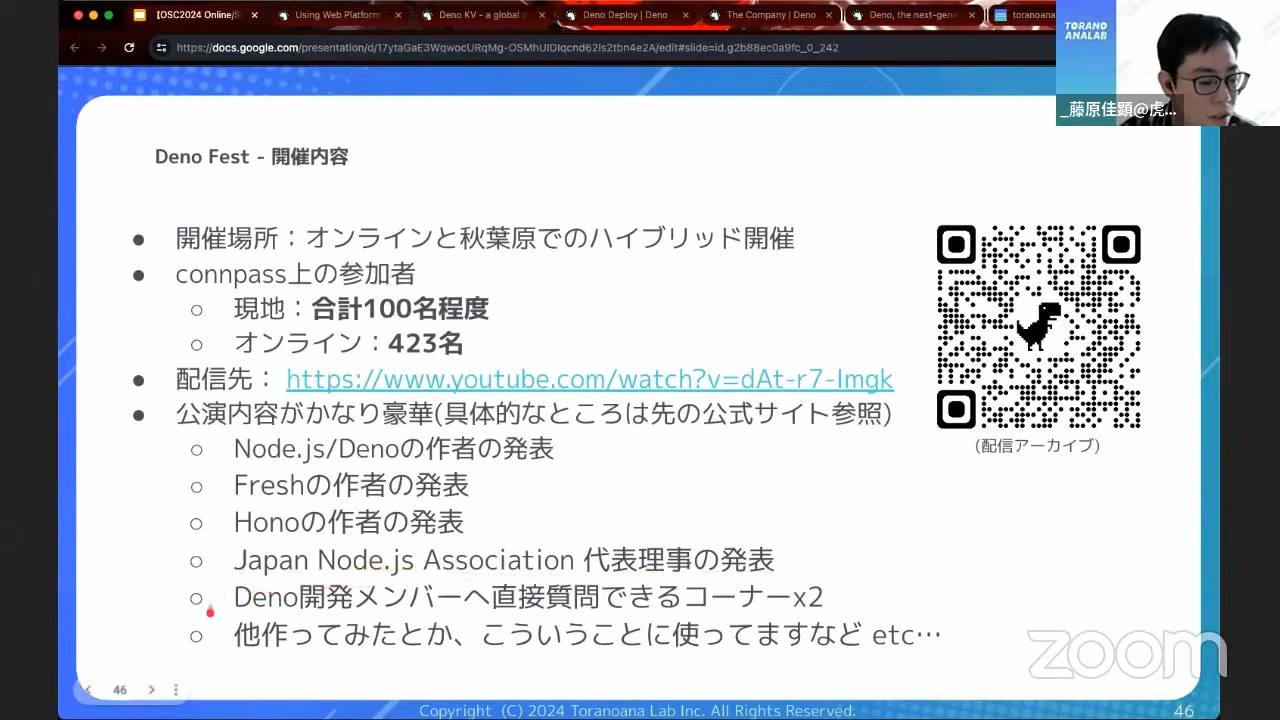 [OSC2024 Online/S
Using Web Platform
Deno KV - a global d
Deno Deploy | Deno
The Company | Deno
Deno, the next-gene
toranoana
https://docs.google.com/presentation/d/17ytaGaE3WqwocURqMg-OSMhUIDIqcnd62Is2tbn4e2A/edit#slide=id.g2b88ec0a9fc_0_242
TORANO
ANALAB
_藤原佳顕@虎...
Deno Fest - 開催内容
● 開催場所：オンラインと秋葉原でのハイブリッド開催
● connpass上の参加者
○ 現地：合計100名程度
○ オンライン：423名
● 配信先： https://www.youtube.com/watch?v=dAt-r7-Imgk
● 公演内容がかなり豪華(具体的なところは先の公式サイト参照)
○ Node.js/Denoの作者の発表
○ Freshの作者の発表
○ Honoの作者の発表
○ Japan Node.js Association 代表理事の発表
○ Deno開発メンバーへ直接質問できるコーナーx2
○ 他作ってみたとか、こういうことに使ってますなど etc…
(配信アーカイブ)
zoom
46
Copyright (C) 2024 Toranoana Lab Inc. All Rights Reserved.
46